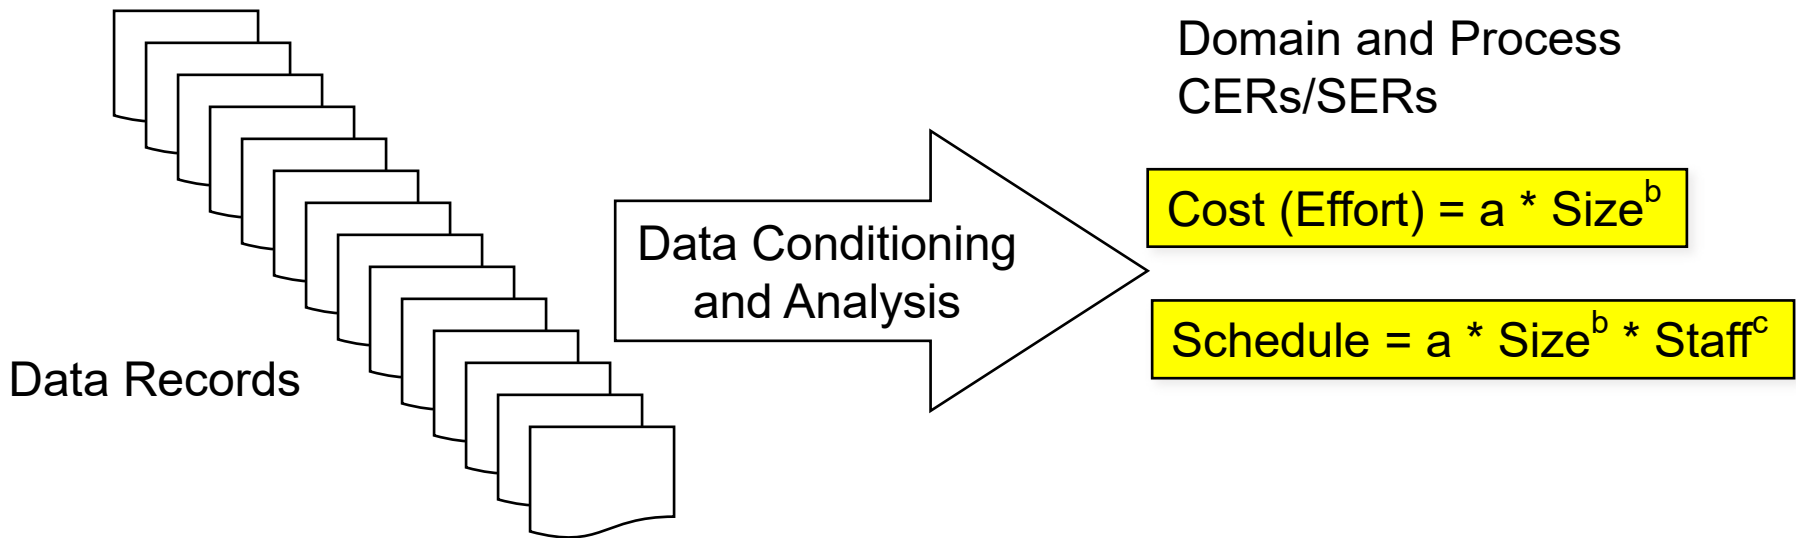 Domain and Process
CERs/SERs
Cost (Effort) = a * Size^b
Data Conditioning
and Analysis
Schedule = a * Size^b * Staff^c
Data Records